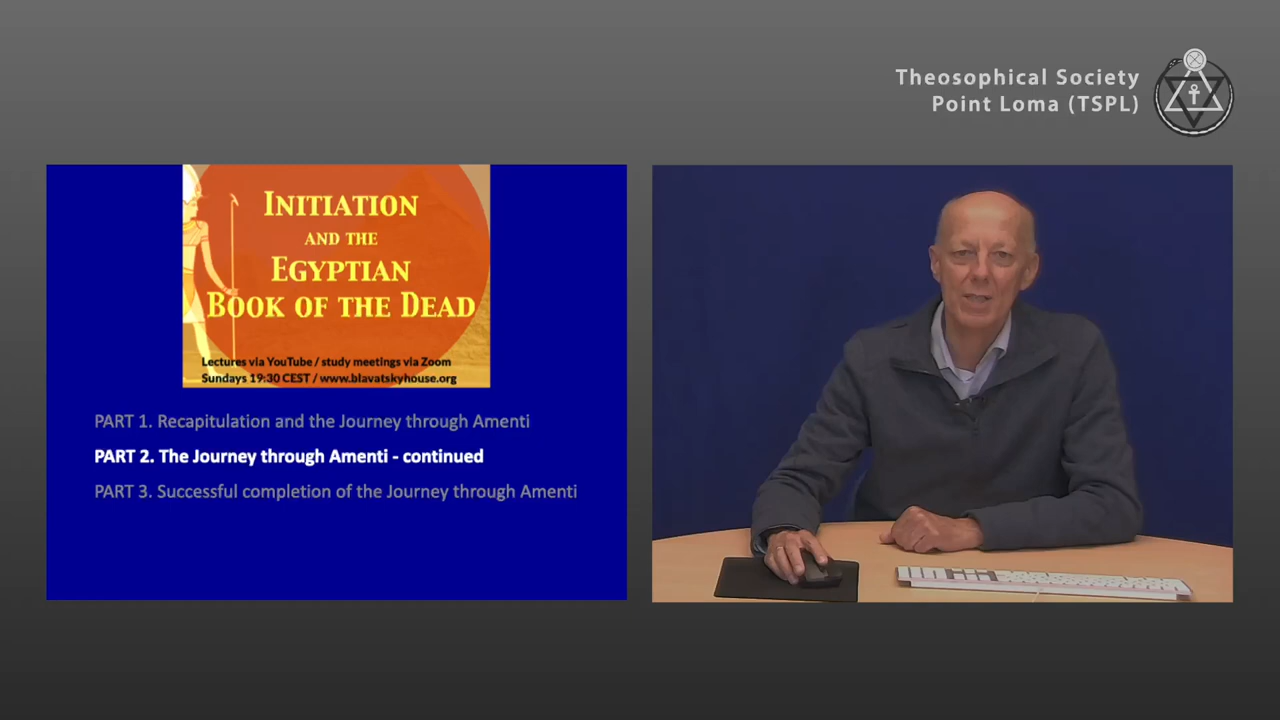 Theosophical Society
Point Loma (TSPL)
INITIATION
AND THE
EGYPTIAN
BOOK OF THE DEAD
Lectures via YouTube / study meetings via Zoom
Sundays 19:30 CEST / www.blavatskyhouse.org
PART 1. Recapitulation and the Journey through Amenti
PART 2. The Journey through Amenti - continued
PART 3. Successful completion of the Journey through Amenti